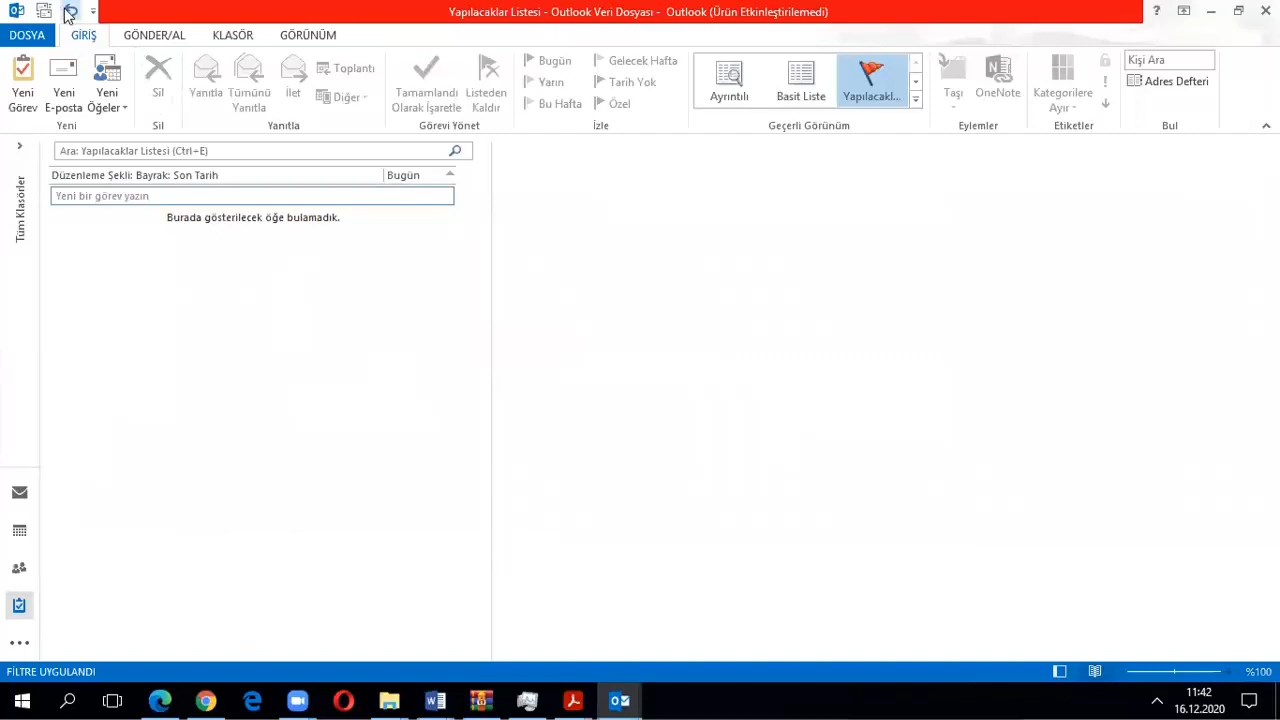 Yapılacaklar Listesi - Outlook Veri Dosyası - Outlook (Ürün Etkinleştirilemedi)
?
DOSYA GİRİŞ GÖNDER/AL KLASÖR GÖRÜNÜM
Yeni Görev
Yeni E-posta
Yeni Öğeler
Yeni
Sil
Sil
Yanıtla
Tümünü Yanıtla
İlet
Toplantı
Diğer
Yanıtla
Tamamlandı Olarak İşaretle
Listeden Kaldır
Görevi Yönet
Bugün
Yarın
Bu Hafta
Gelecek Hafta
Tarih Yok
Özel
İzle
Ayrıntılı
Basit Liste
Yapılacakl...
Geçerli Görünüm
Taşı
OneNote
Eylemler
Kategorilere Ayır
Etiketler
Kişi Ara
Adres Defteri
Bul
Tüm Klasörler
Ara: Yapılacaklar Listesi (Ctrl+E)
Düzenleme Şekli: Bayrak: Son Tarih Bugün
Yeni bir görev yazın
Burada gösterilecek öğe bulamadık.
FİLTRE UYGULANDI
%100
11:42
16.12.2020